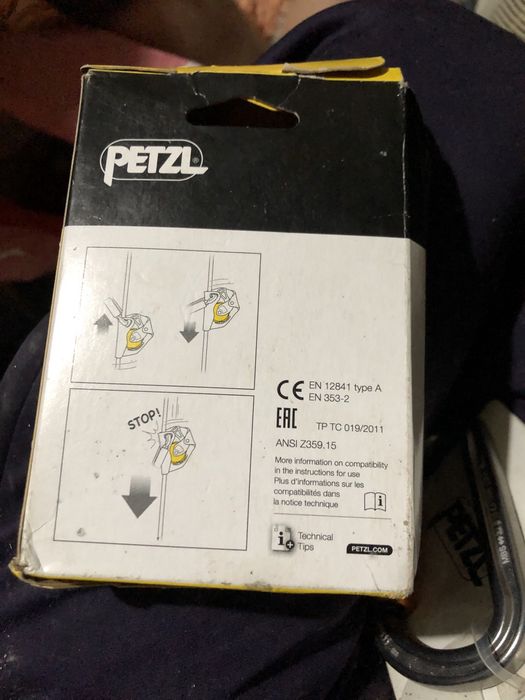 PETZL®
STOP!
CE EN 12841 type A
EN 353-2
EAC TP TC 019/2011
ANSI Z359.15
More information on compatibility
in the instructions for use
Plus d'informations sur les
compatibilités dans
la notice technique
i
i+ Technical
Tips
PETZL.COM
PETZL